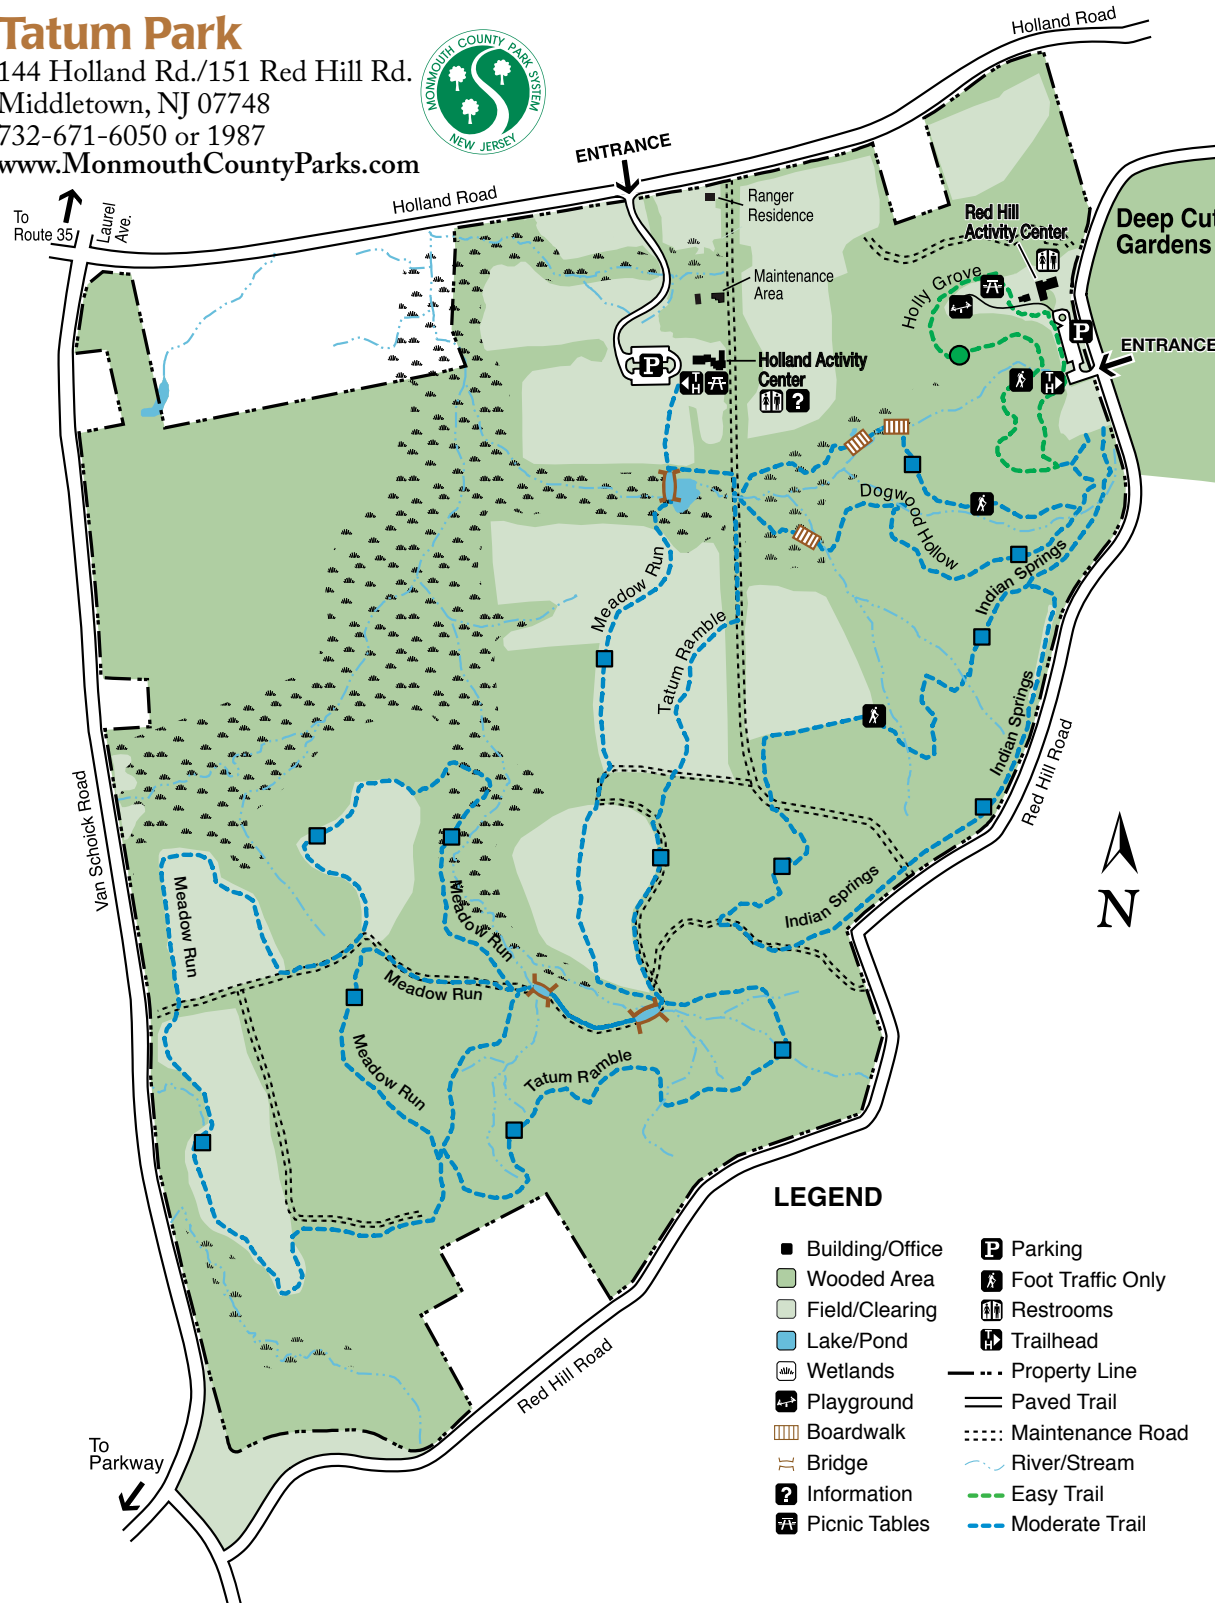 Tatum Park
144 Holland Rd./151 Red Hill Rd.
Middletown, NJ 07748
732-671-6050 or 1987
www.MonmouthCountyParks.com
MONMOUTH COUNTY PARK SYSTEM
NEW JERSEY
Holland Road
ENTRANCE
To
Route 35
Laurel
Ave.
Holland Road
Ranger
Residence
Red Hill
Activity Center
Deep Cut
Gardens
Maintenance
Area
Holly Grove
P
ENTRANCE
P
Holland Activity
Center
TH
?
TH
Dogwood Hollow
Indian Springs
Meadow Run
Tatum Ramble
Indian Springs
Red Hill Road
Van Schoick Road
Meadow Run
Meadow Run
Indian Springs
N
Meadow Run
Meadow Run
Tatum Ramble
LEGEND
Building/Office
Wooded Area
Field/Clearing
Lake/Pond
Wetlands
Playground
Boardwalk
Bridge
? Information
Picnic Tables
P Parking
Foot Traffic Only
Restrooms
TH Trailhead
Property Line
Paved Trail
Maintenance Road
River/Stream
Easy Trail
Moderate Trail
Red Hill Road
To
Parkway